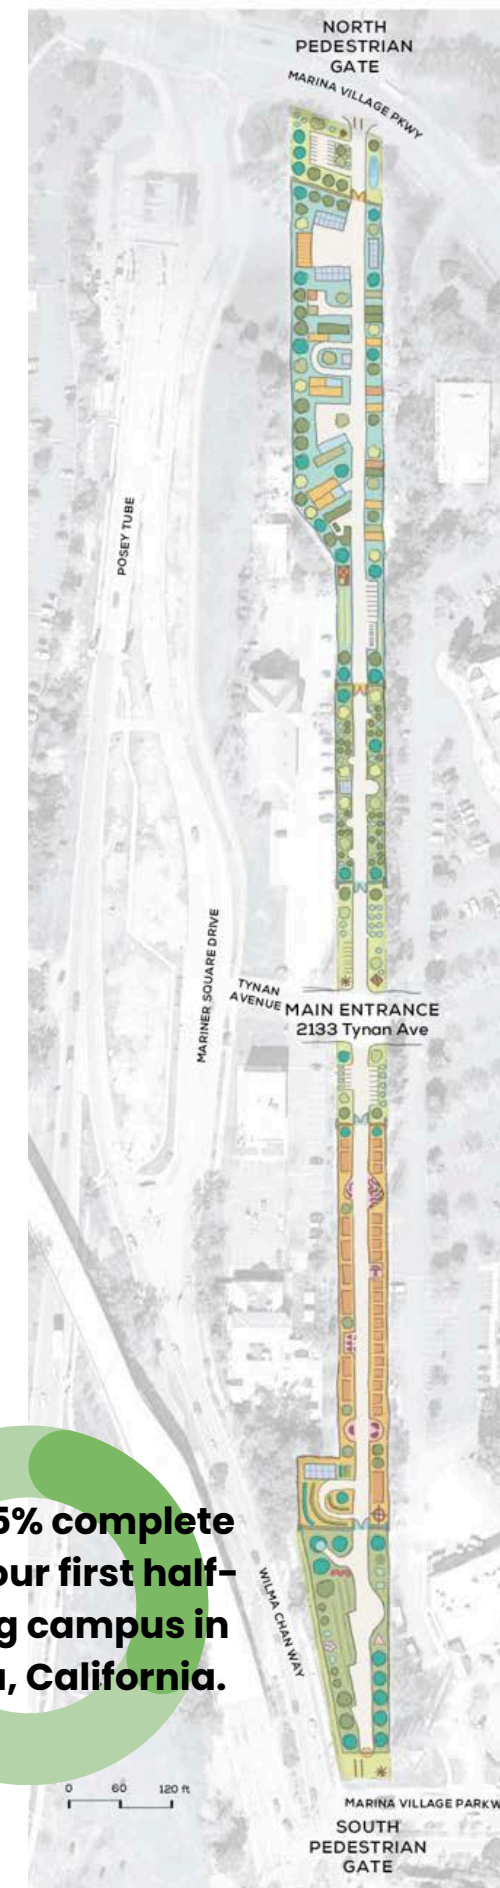 NORTH
PEDESTRIAN
GATE
MARINA VILLAGE PKWY
POSEY TUBE
MARINER SQUARE DRIVE
TYNAN
AVENUE
MAIN ENTRANCE
2133 Tynan Ave
5% complete
our first half-
campus in
California.
WILMA CHAN WAY
0 60 120 ft
MARINA VILLAGE
SOUTH
PEDESTRIAN
GATE